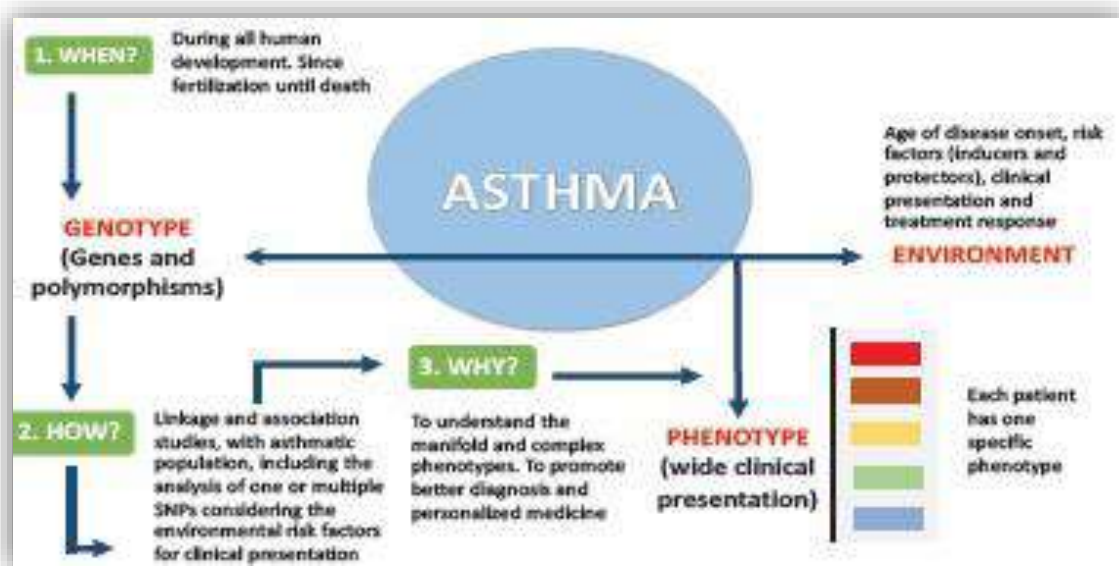 1. WHEN?
During all human
development. Since
fertilization until death
ASTHMA
Age of disease onset, risk
factors (inducers and
protectors), clinical
presentation and
treatment response
ENVIRONMENT
GENOTYPE
(Genes and
polymorphisms)
2. HOW?
Linkage and association
studies, with asthmatic
population, including the
analysis of one or multiple
SNPs considering the
environmental risk factors
for clinical presentation
3. WHY?
To understand the
manifold and complex
phenotypes. To promote
better diagnosis and
personalized medicine
PHENOTYPE
(wide clinical
presentation)
Each patient
has one
specific
phenotype